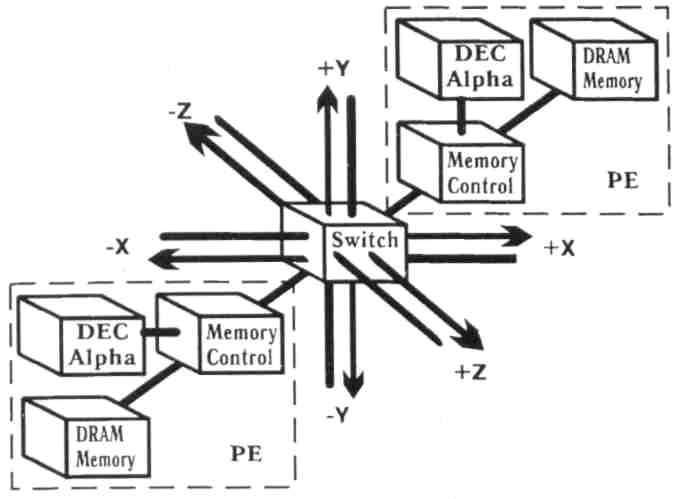 DEC
Alpha
DRAM
Memory
+Y
-Z
Memory
Control
PE
-X
Switch
+X
DEC
Alpha
Memory
Control
+Z
-Y
DRAM
Memory
PE